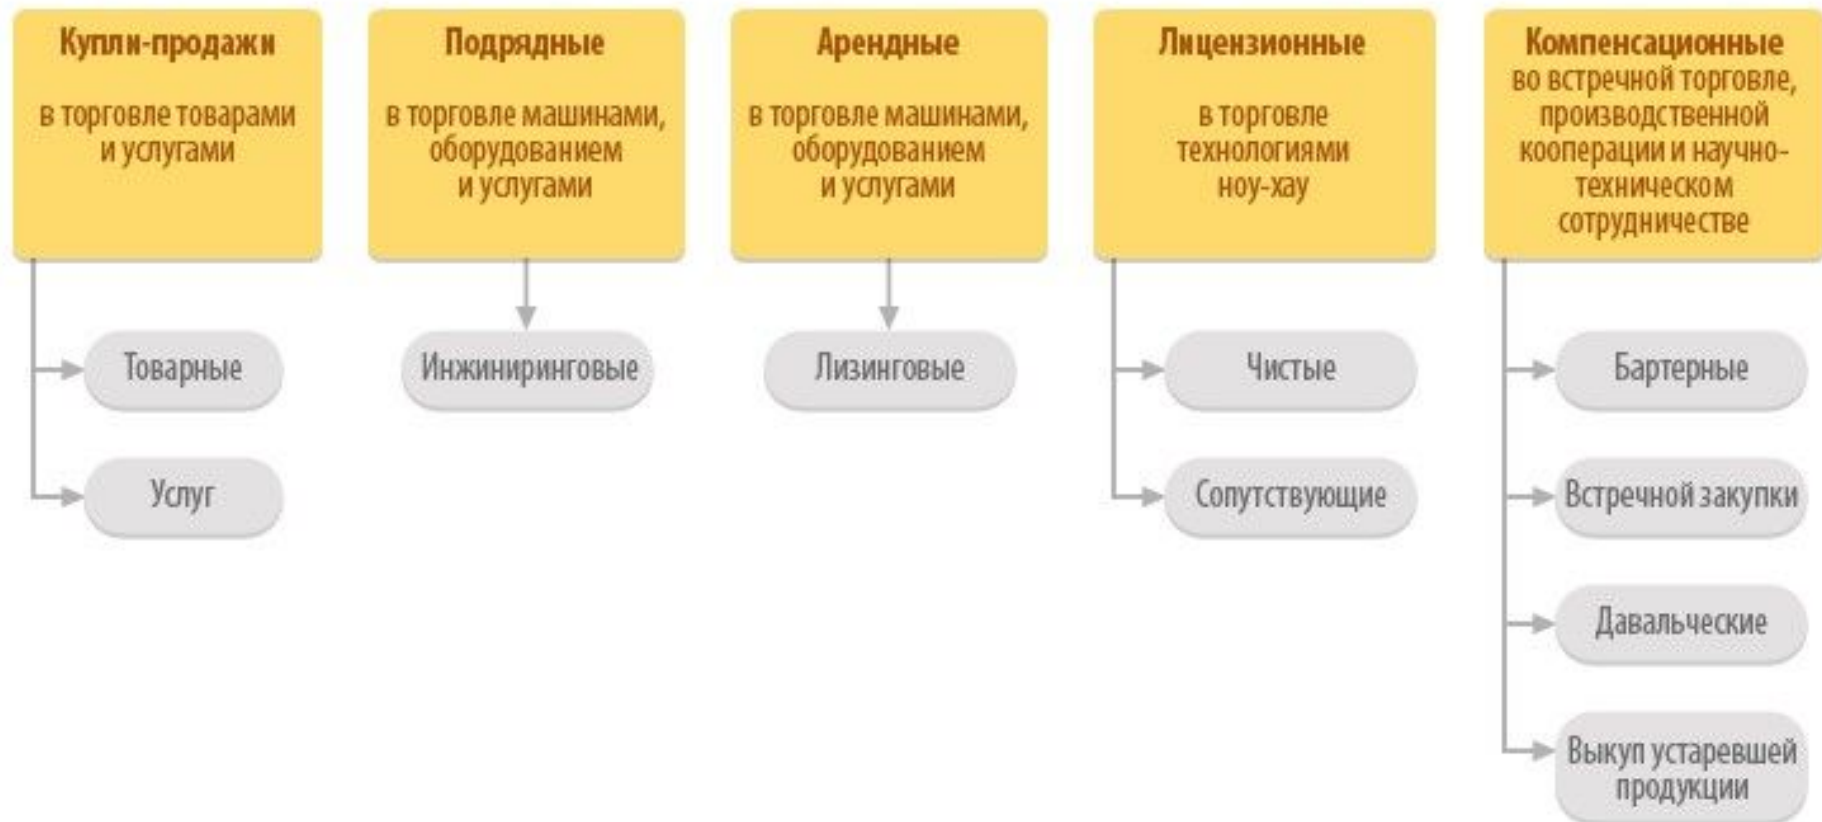 Купли-продажи
в торговле товарами
и услугами
Товарные
Услуг
Подрядные
в торговле машинами,
оборудованием
и услугами
Инжиниринговые
Арендные
в торговле машинами,
оборудованием
и услугами
Лизинговые
Лицензионные
в торговле
технологиями
ноу-хау
Чистые
Сопутствующие
Компенсационные
во встречной торговле,
производственной
кооперации и научно-
техническом
сотрудничестве
Бартерные
Встречной закупки
Давальческие
Выкуп устаревшей
продукции